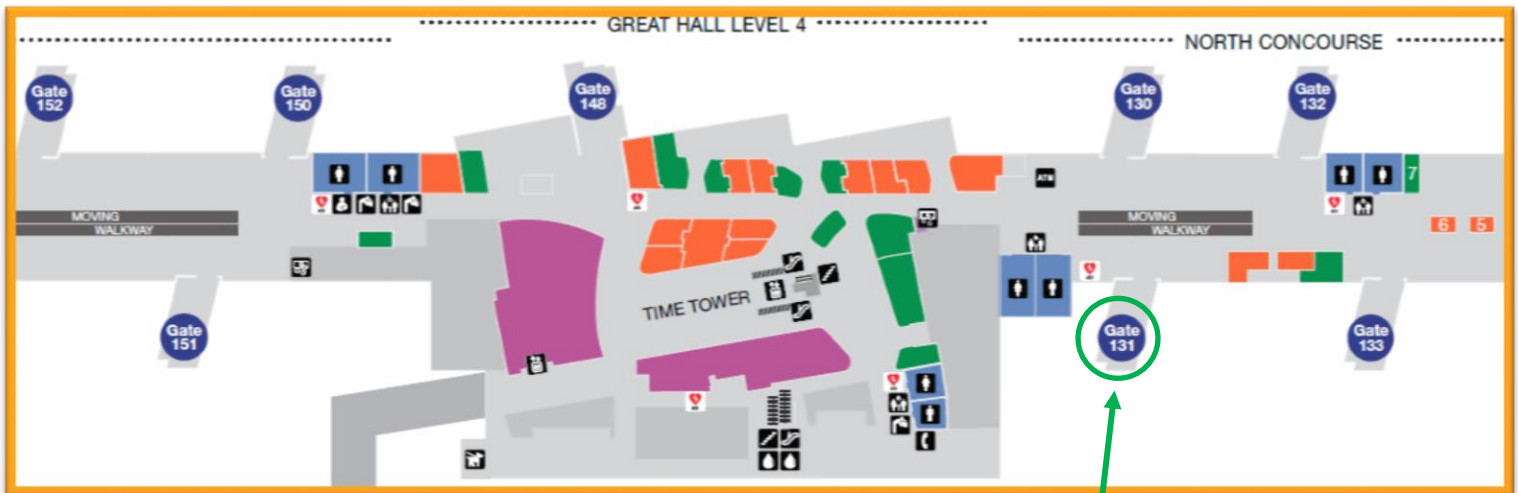 GREAT HALL LEVEL 4
NORTH CONCOURSE
Gate
152
Gate
150
Gate
148
Gate
130
Gate
132
ATM
7
MOVING
WALKWAY
MOVING
WALKWAY
6
5
TIME TOWER
Gate
151
Gate
131
Gate
133